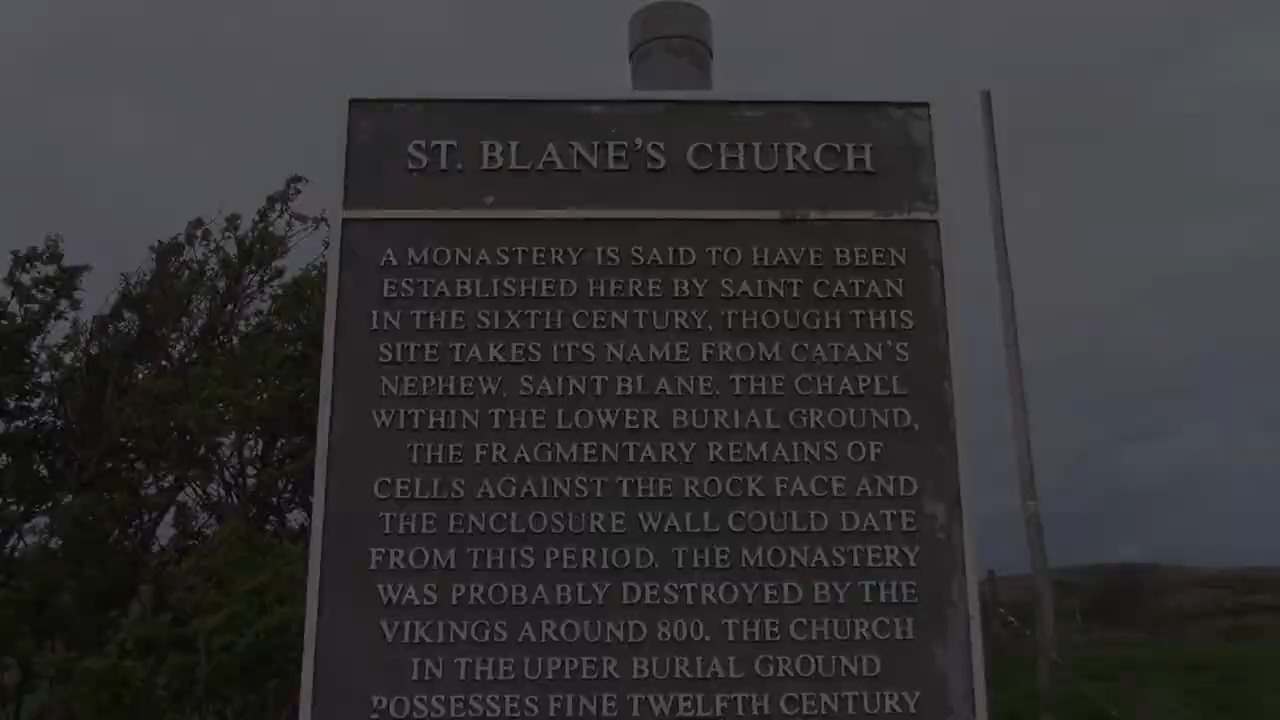 ST. BLANE'S CHURCH
A MONASTERY IS SAID TO HAVE BEEN
ESTABLISHED HERE BY SAINT CATAN
IN THE SIXTH CENTURY, THOUGH THIS
SITE TAKES ITS NAME FROM CATAN'S
NEPHEW, SAINT BLANE. THE CHAPEL
WITHIN THE LOWER BURIAL GROUND,
THE FRAGMENTARY REMAINS OF
CELLS AGAINST THE ROCK FACE AND
THE ENCLOSURE WALL COULD DATE
FROM THIS PERIOD. THE MONASTERY
WAS PROBABLY DESTROYED BY THE
VIKINGS AROUND 800. THE CHURCH
IN THE UPPER BURIAL GROUND
POSSESSES FINE TWELFTH CENTURY